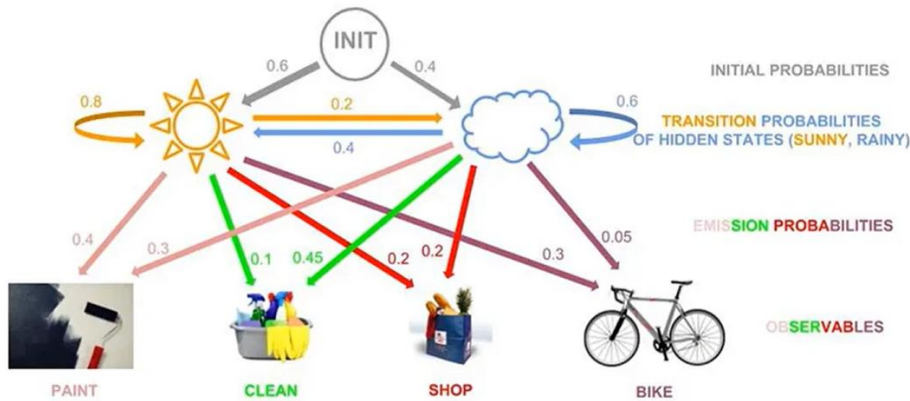 INIT
0.6
0.4
INITIAL PROBABILITIES
0.8
0.2
0.6
TRANSITION PROBABILITIES
OF HIDDEN STATES (SUNNY, RAINY)
0.4
0.4
0.3
0.1
0.45
0.2
0.2
0.3
0.05
EMISSION PROBABILITIES
OBSERVABLES
PAINT
CLEAN
SHOP
BIKE